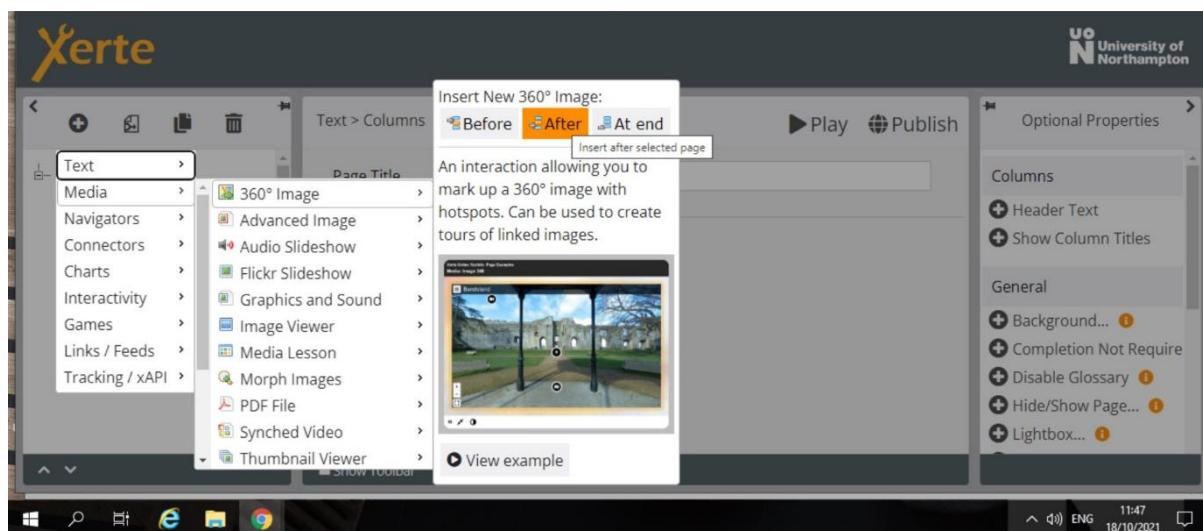 Xerte
UO
N
University of
Northampton
Text > Columns
Play
Publish
Page Title
Text
Media
Navigators
Connectors
Charts
Interactivity
Games
Links / Feeds
Tracking / xAPI
360° Image
Advanced Image
Audio Slideshow
Flickr Slideshow
Graphics and Sound
Image Viewer
Media Lesson
Morph Images
PDF File
Synched Video
Thumbnail Viewer
Insert New 360° Image:
Before After At end
Insert after selected page
An interaction allowing you to
mark up a 360° image with
hotspots. Can be used to create
tours of linked images.
Bandstand
View example
Show Toolbar
Optional Properties
Columns
Header Text
Show Column Titles
General
Background...
Completion Not Require
Disable Glossary
Hide/Show Page...
Lightbox...
ENG
11:47
18/10/2021